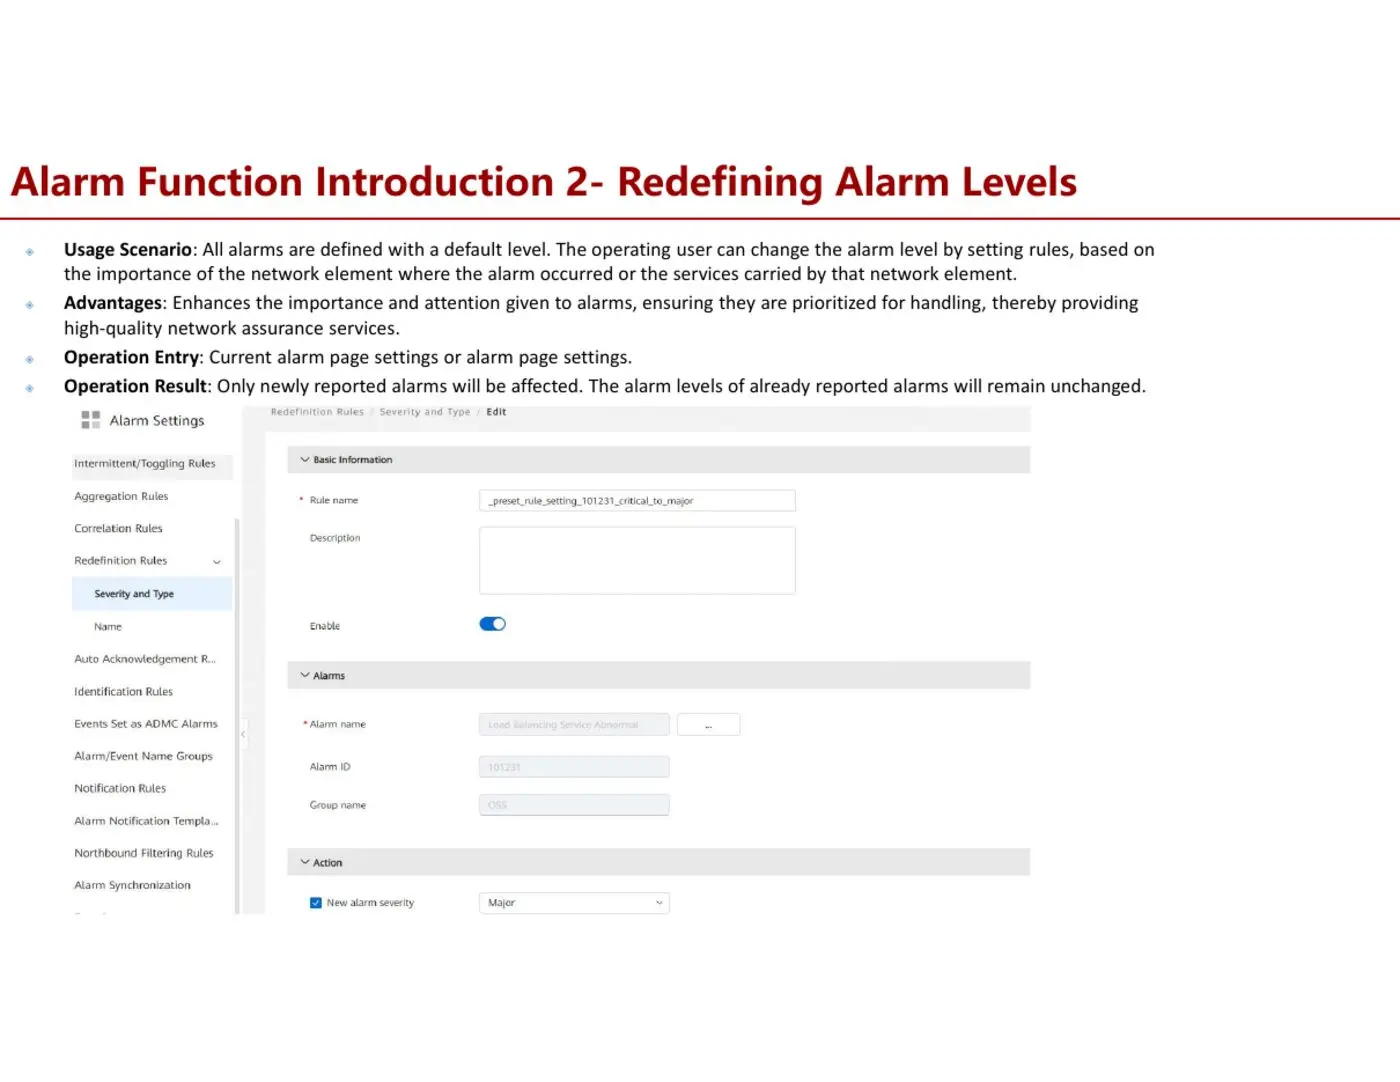 Alarm Function Introduction 2- Redefining Alarm Levels
Usage Scenario: All alarms are defined with a default level. The operating user can change the alarm level by setting rules, based on
the importance of the network element where the alarm occurred or the services carried by that network element.
Advantages: Enhances the importance and attention given to alarms, ensuring they are prioritized for handling, thereby providing
high-quality network assurance services.
Operation Entry: Current alarm page settings or alarm page settings.
Operation Result: Only newly reported alarms will be affected. The alarm levels of already reported alarms will remain unchanged.
Alarm Settings
Intermittent/Toggling Rules
Aggregation Rules
Correlation Rules
Redefinition Rules
Severity and Type
Name
Auto Acknowledgement R...
Identification Rules
Events Set as ADMC Alarms
Alarm/Event Name Groups
Notification Rules
Alarm Notification Templa...
Northbound Filtering Rules
Alarm Synchronization
Redefinition Rules / Severity and Type / Edit
Basic Information
* Rule name
_preset_rule_setting_101231_critical_to_major
Description
Enable
Alarms
* Alarm name
Load Balancing Service Abnormal
...
Alarm ID
101231
Group name
OSS
Action
New alarm severity
Major